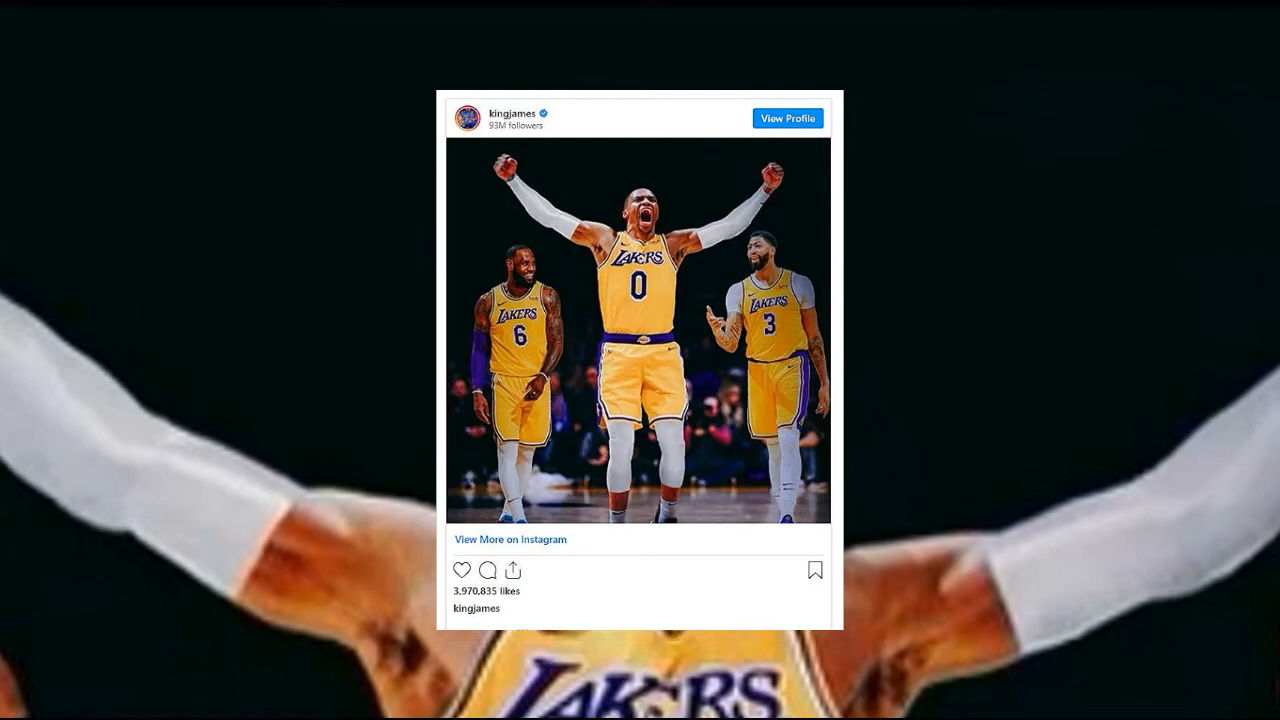 kingjames
93M followers
View Profile
LAKERS
0
LAKERS
6
LAKERS
3
View More on Instagram
3,970,835 likes
kingjames
LAKERS